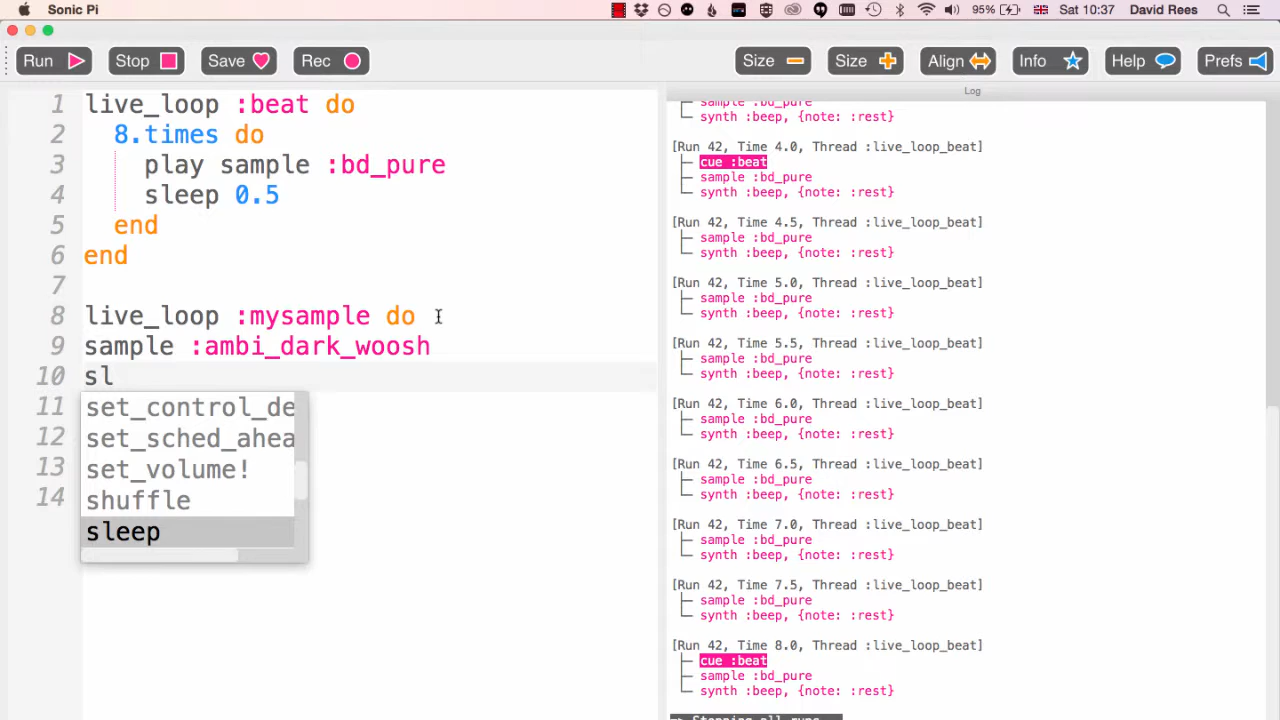 Sonic Pi
95%
Sat 10:37
David Rees
Run
Stop
Save
Rec
Size
Size
Align
Info
Help
Prefs
1 live_loop :beat do
2 8.times do
3 play sample :bd_pure
4 sleep 0.5
5 end
6 end
7
8 live_loop :mysample do
9 sample :ambi_dark_woosh
10 sl
11
12
13
14
set_control_de
set_sched_ahea
set_volume!
shuffle
sleep
Log
sample :bd_pure
synth :beep, {note: :rest}
[Run 42, Time 4.0, Thread :live_loop_beat]
cue :beat
sample :bd_pure
synth :beep, {note: :rest}
[Run 42, Time 4.5, Thread :live_loop_beat]
sample :bd_pure
synth :beep, {note: :rest}
[Run 42, Time 5.0, Thread :live_loop_beat]
sample :bd_pure
synth :beep, {note: :rest}
[Run 42, Time 5.5, Thread :live_loop_beat]
sample :bd_pure
synth :beep, {note: :rest}
[Run 42, Time 6.0, Thread :live_loop_beat]
sample :bd_pure
synth :beep, {note: :rest}
[Run 42, Time 6.5, Thread :live_loop_beat]
sample :bd_pure
synth :beep, {note: :rest}
[Run 42, Time 7.0, Thread :live_loop_beat]
sample :bd_pure
synth :beep, {note: :rest}
[Run 42, Time 7.5, Thread :live_loop_beat]
sample :bd_pure
synth :beep, {note: :rest}
[Run 42, Time 8.0, Thread :live_loop_beat]
cue :beat
sample :bd_pure
synth :beep, {note: :rest}
=> Stopping all runs...